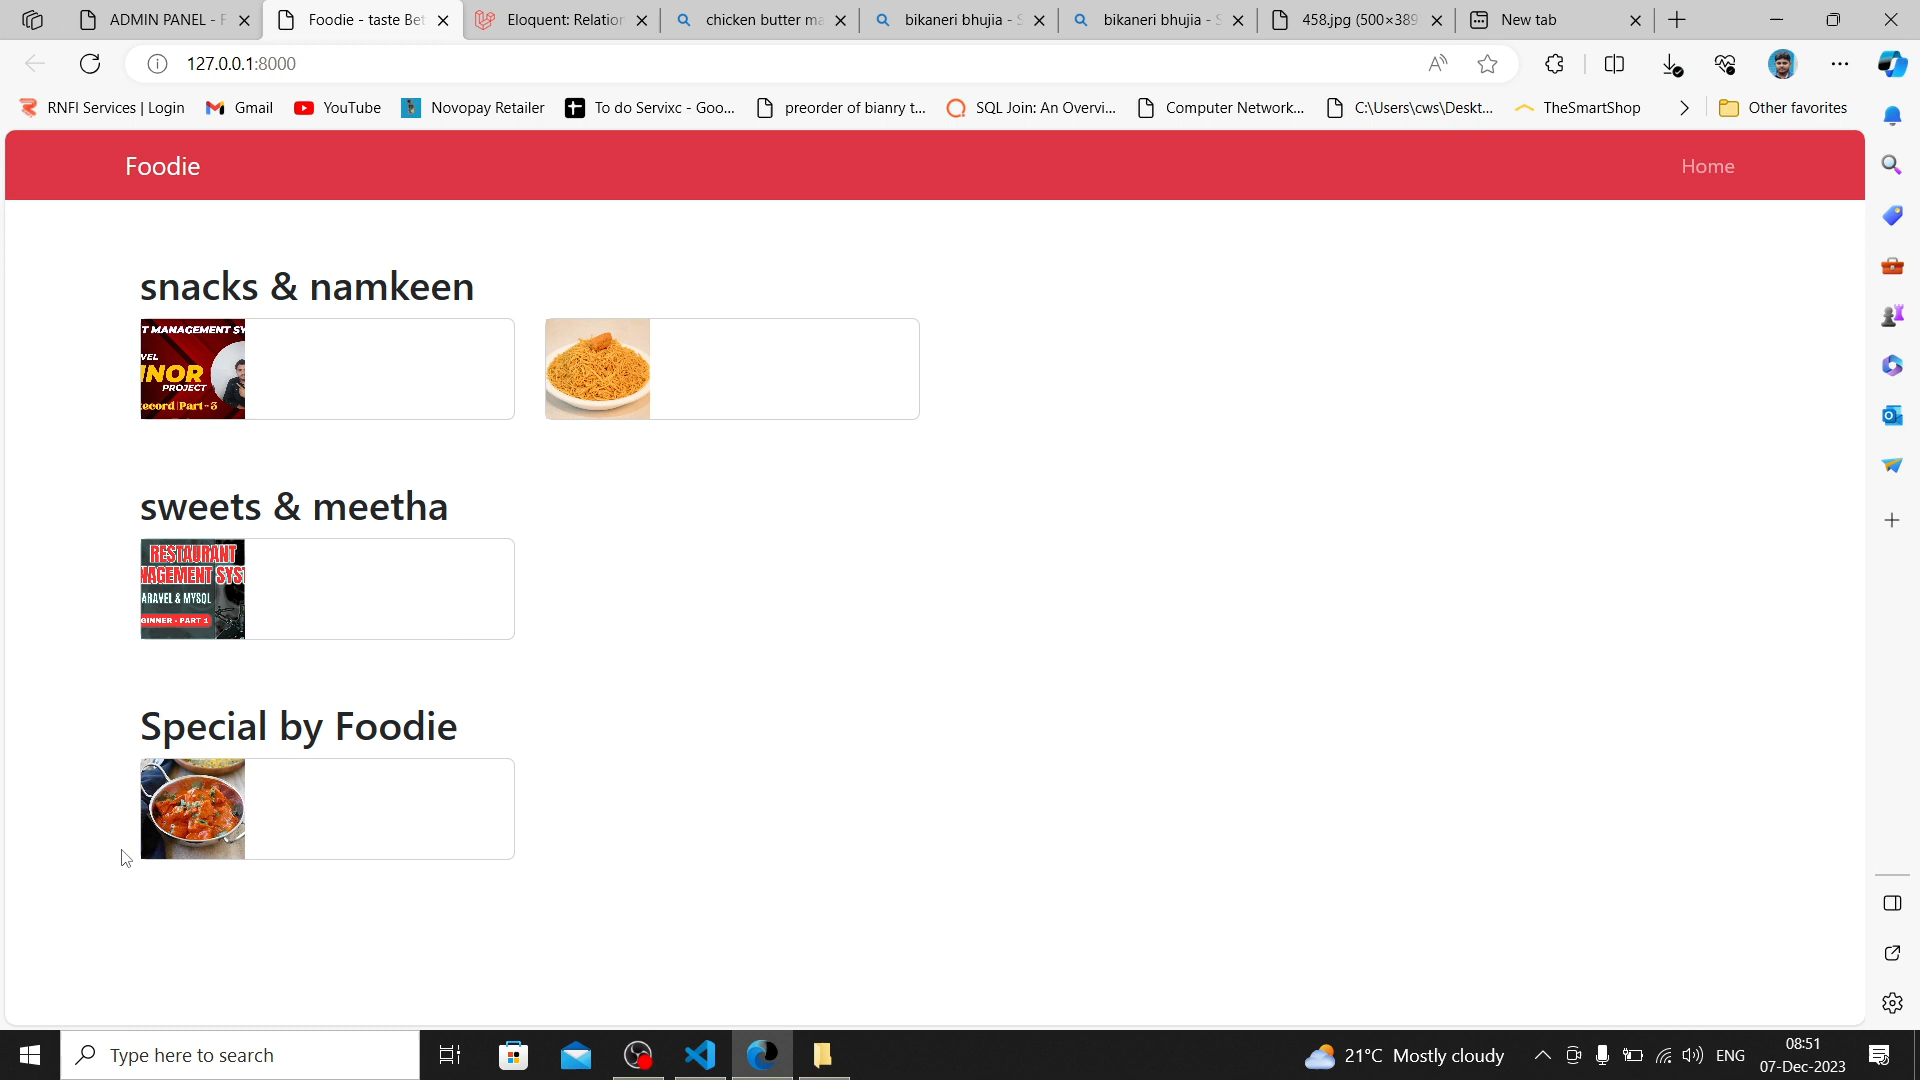 ADMIN PANEL - F
Foodie - taste Bet
Eloquent: Relation
chicken butter ma
bikaneri bhujia - S
bikaneri bhujia - S
458.jpg (500×389
New tab
127.0.0.1:8000
RNFI Services | Login
Gmail
YouTube
Novopay Retailer
To do Servixc - Goo...
preorder of bianry t...
SQL Join: An Overvi...
Computer Network...
C:\Users\cws\Deskt...
TheSmartShop
Other favorites
Foodie
Home
snacks & namkeen
T MANAGEMENT SY
VEL
INOR
PROJECT
ecord|Part-3
sweets & meetha
RESTAURANT
NAGEMENT SYST
ARAVEL & MYSQL
GINNER - PART 1
Special by Foodie
Type here to search
21°C Mostly cloudy
ENG
08:51
07-Dec-2023